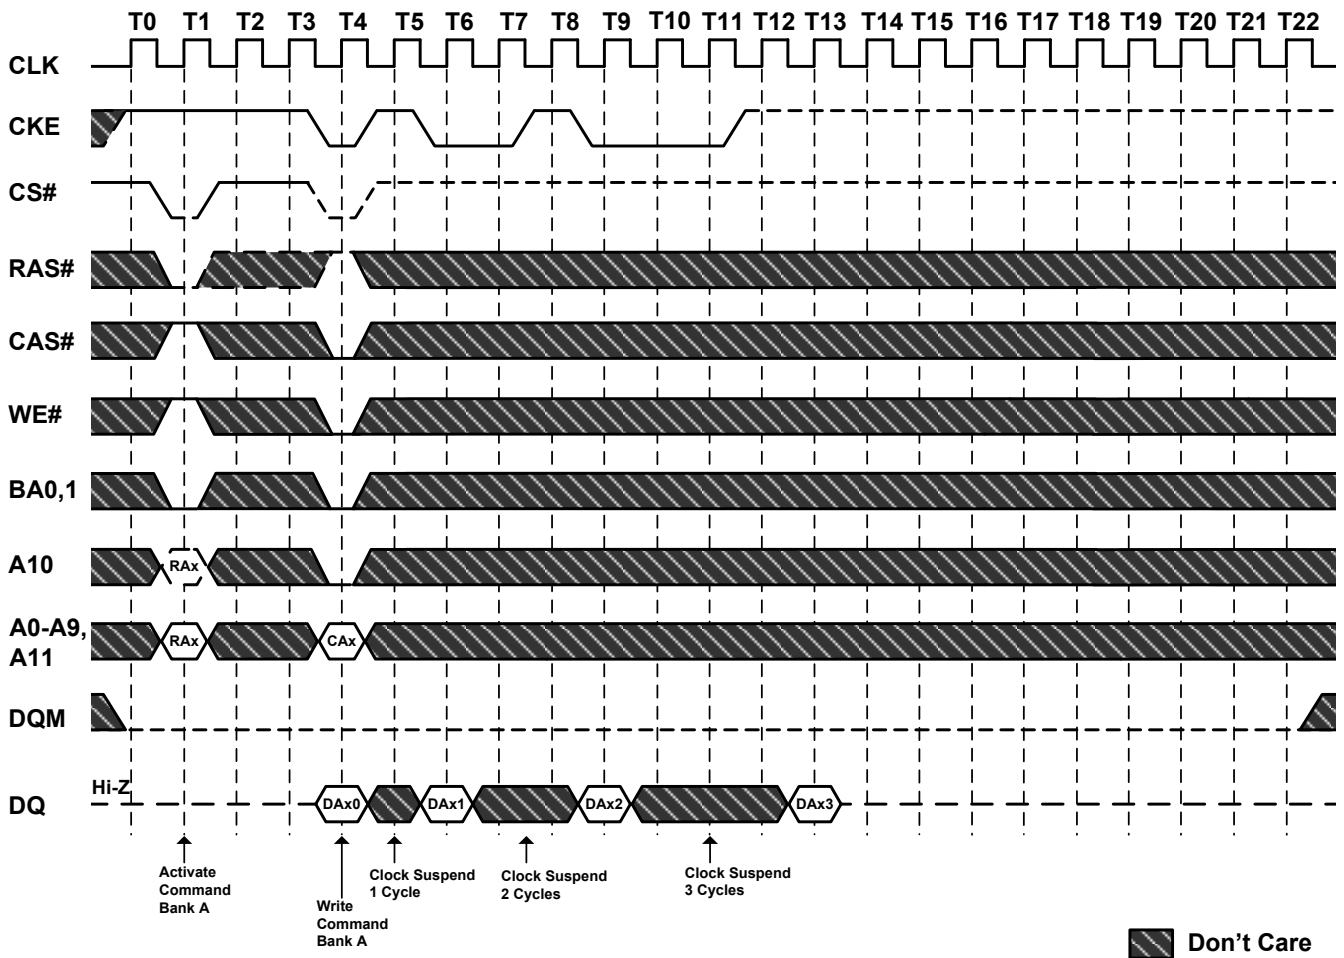 T0 T1 T2 T3 T4 T5 T6 T7 T8 T9 T10 T11 T12 T13 T14 T15 T16 T17 T18 T19 T20 T21 T22
CLK
CKE
CS#
RAS#
CAS#
WE#
BA0,1
A10
RAx
A0-A9,
A11
RAx
CAx
DQM
DQ
Hi-Z
DAx0
DAx1
DAx2
DAx3
Activate
Command
Bank A
Write
Command
Bank A
Clock Suspend
1 Cycle
Clock Suspend
2 Cycles
Clock Suspend
3 Cycles
Don't Care